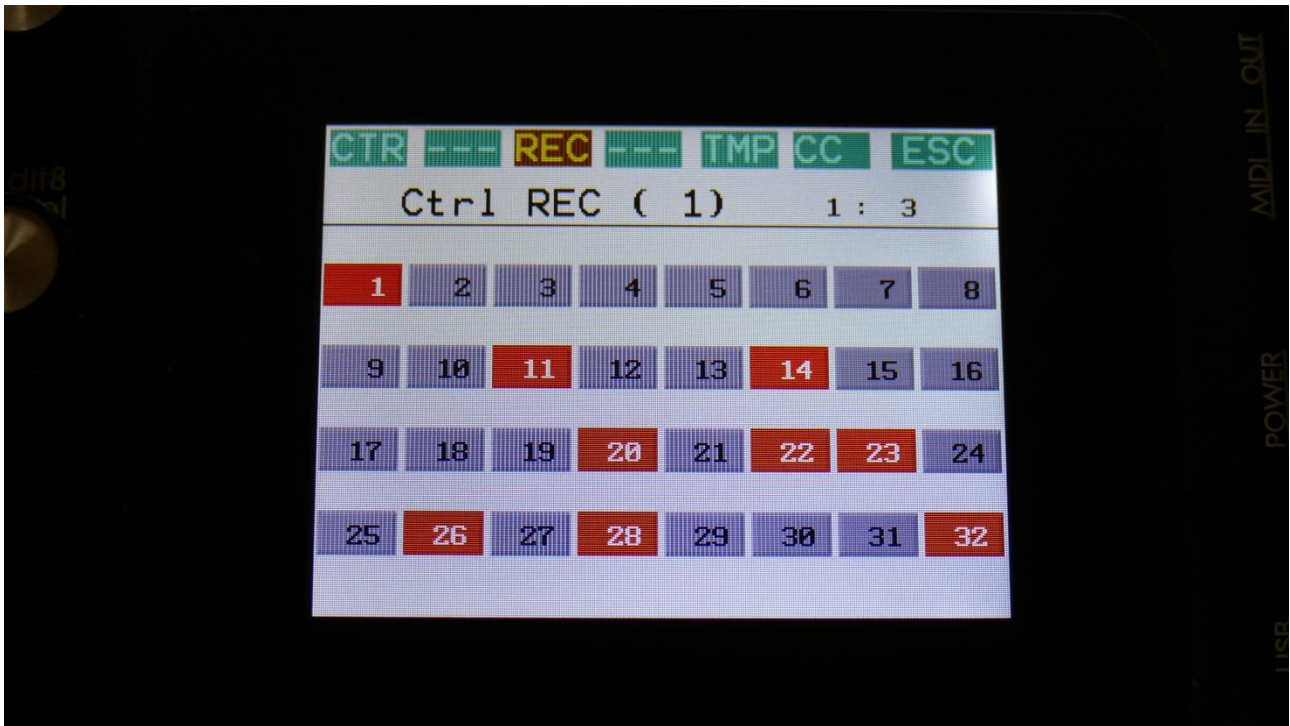 CTR --- REC --- TMP CC ESC
Ctrl REC ( 1) 1 : 3
1 2 3 4 5 6 7 8
9 10 11 12 13 14 15 16
17 18 19 20 21 22 23 24
25 26 27 28 29 30 31 32
MIDI IN OUT
POWER
USB